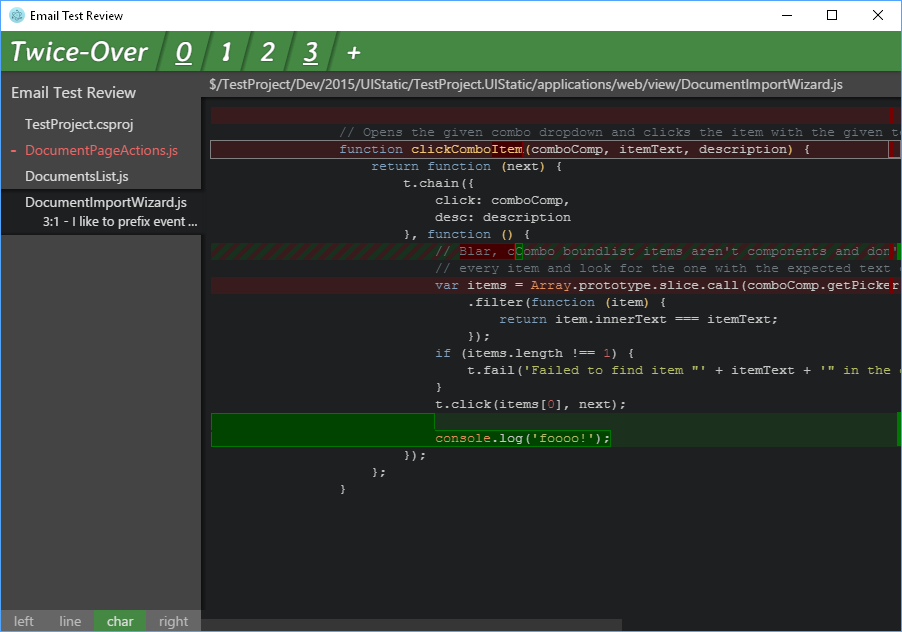 Email Test Review
Twice-Over 0 1 2 3 +
Email Test Review
TestProject.csproj
- DocumentPageActions.js
DocumentsList.js
DocumentImportWizard.js
3:1 - I like to prefix event ...
$/TestProject/Dev/2015/UIStatic/TestProject.UIStatic/applications/web/view/DocumentImportWizard.js
// Opens the given combo dropdown and clicks the item with the given t
function clickComboItem(comboComp, itemText, description) {
return function (next) {
t.chain({
click: comboComp,
desc: description
}, function () {
// Blar, cCombo boundlist items aren't components and don'
// every item and look for the one with the expected text
var items = Array.prototype.slice.call(comboComp.getPicker
.filter(function (item) {
return item.innerText === itemText;
});
if (items.length !== 1) {
t.fail('Failed to find item "' + itemText + '" in the
}
t.click(items[0], next);
console.log('foooo!');
});
};
}
left line char right